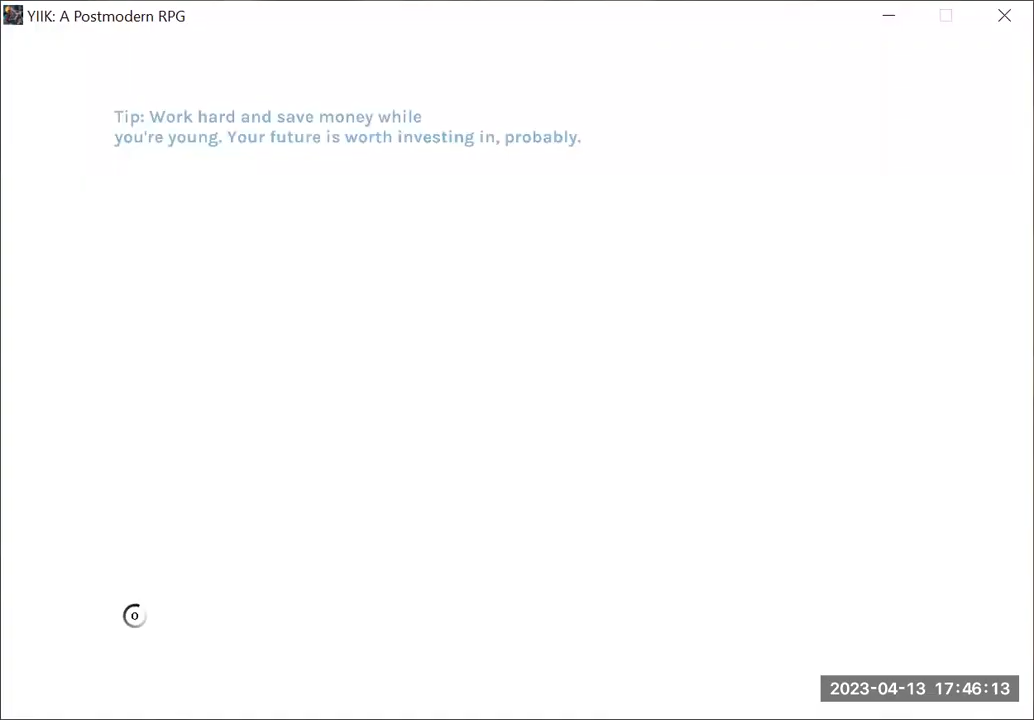 YIIK: A Postmodern RPG
Tip: Work hard and save money while
you're young. Your future is worth investing in, probably.
0
2023-04-13 17:46:13